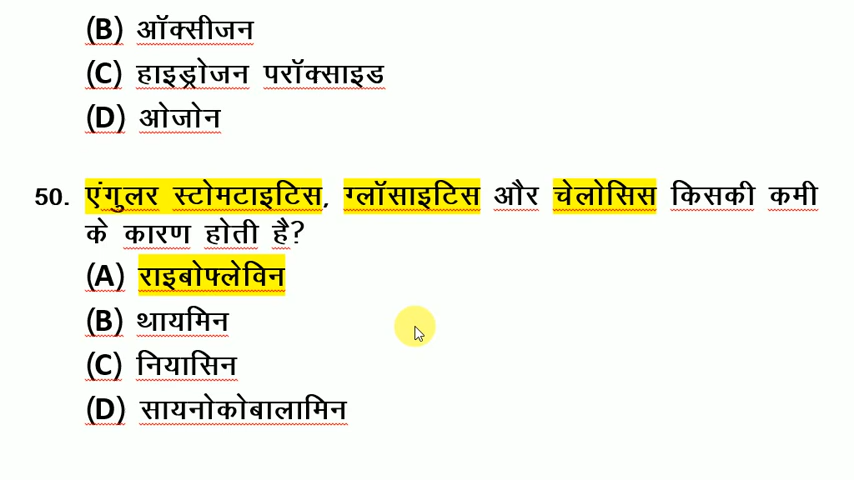 (B) ऑक्सीजन
(C) हाइड्रोजन परॉक्साइड
(D) ओजोन
50. एंगुलर स्टोमटाइटिस, ग्लॉसाइटिस और चेलोसिस किसकी कमी
के कारण होती है?
(A) राइबोफ्लेविन
(B) थायमिन
(C) नियासिन
(D) सायनोकोबालामिन